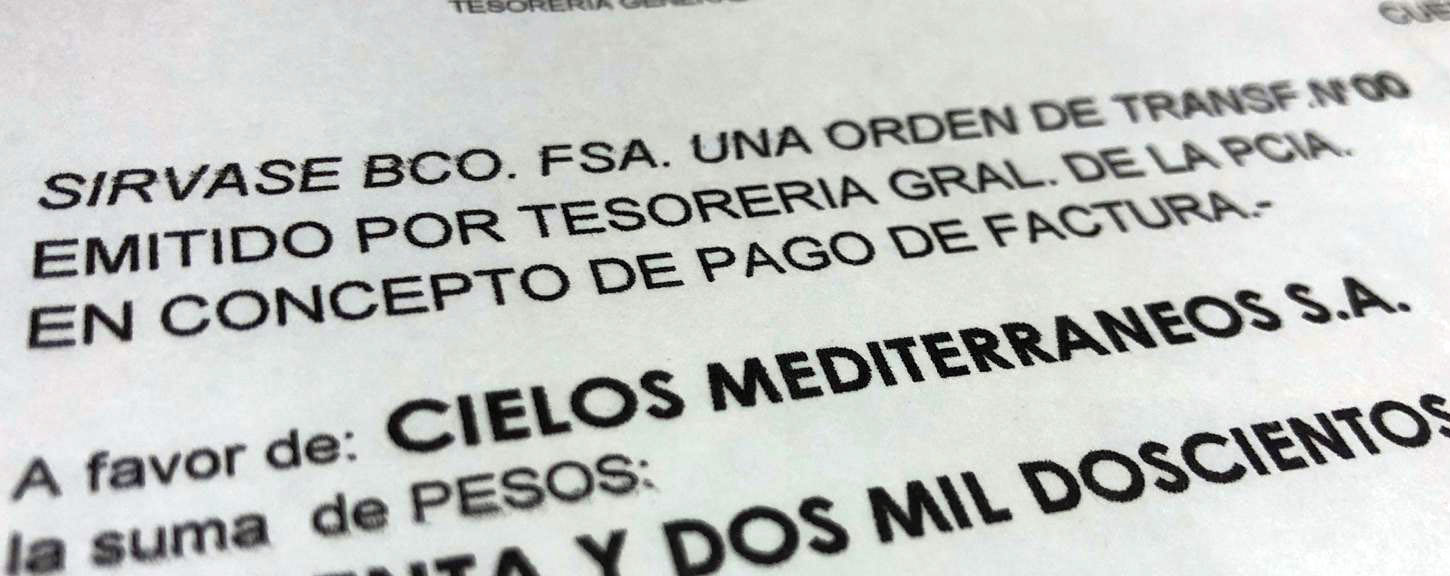 TESORERIA
SIRVASE BCO. FSA. UNA ORDEN DE TRANSF.Nº00
EMITIDO POR TESORERIA GRAL. DE LA PCIA.
EN CONCEPTO DE PAGO DE FACTURA.-
A favor de: CIELOS MEDITERRANEOS S.A.
la suma de PESOS:
Y DOS MIL DOSCIENTOS